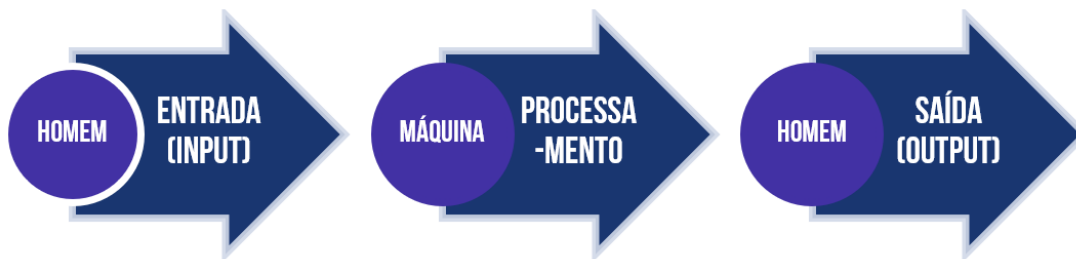 HOMEM
ENTRADA
(INPUT)
MÁQUINA
PROCESSA
-MENTO
HOMEM
SAÍDA
(OUTPUT)